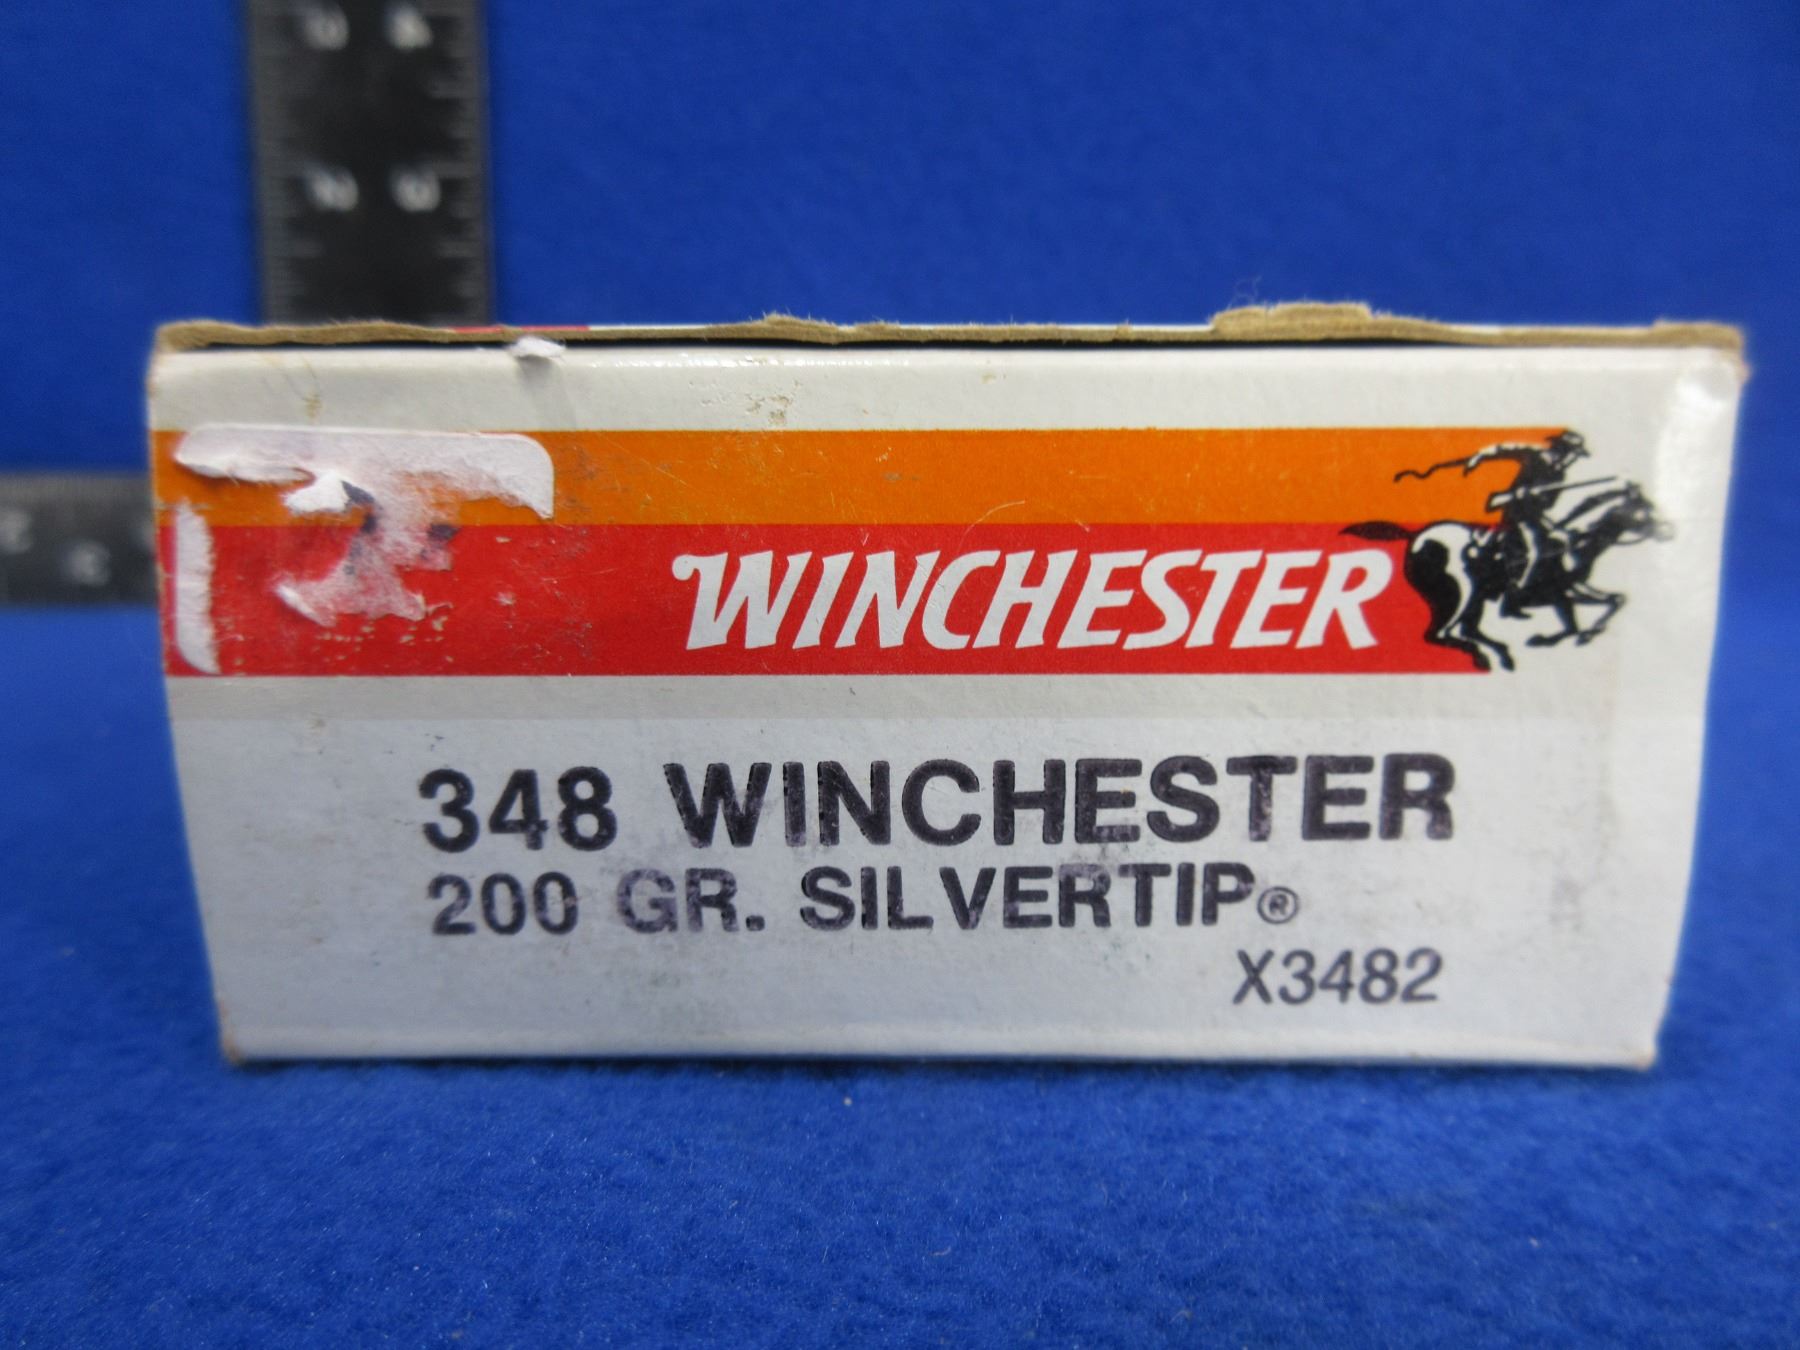 WINCHESTER
348 WINCHESTER
200 GR. SILVERTIP®
X3482